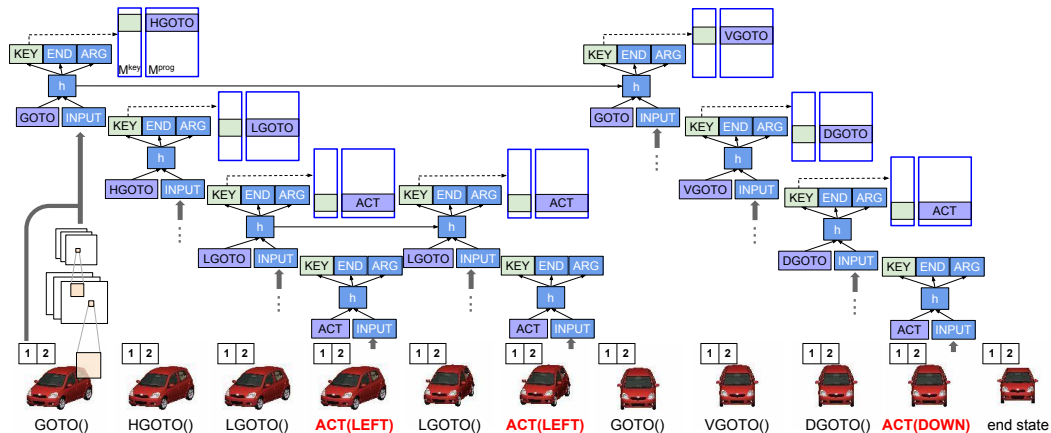 HGOTO
VGOTO
KEY END ARG
KEY END ARG
M^key M^prog
h
h
GOTO INPUT
GOTO INPUT
LGOTO
DGOTO
KEY END ARG
KEY END ARG
h
h
HGOTO INPUT
VGOTO INPUT
ACT
ACT
ACT
KEY END ARG
KEY END ARG
KEY END ARG
h
h
h
LGOTO INPUT
LGOTO INPUT
DGOTO INPUT
KEY END ARG
KEY END ARG
KEY END ARG
h
h
h
ACT INPUT
ACT INPUT
ACT INPUT
1 2
1 2
1 2
1 2
1 2
1 2
1 2
1 2
1 2
1 2
1 2
GOTO() HGOTO() LGOTO() ACT(LEFT) LGOTO() ACT(LEFT) GOTO() VGOTO() DGOTO() ACT(DOWN) end state